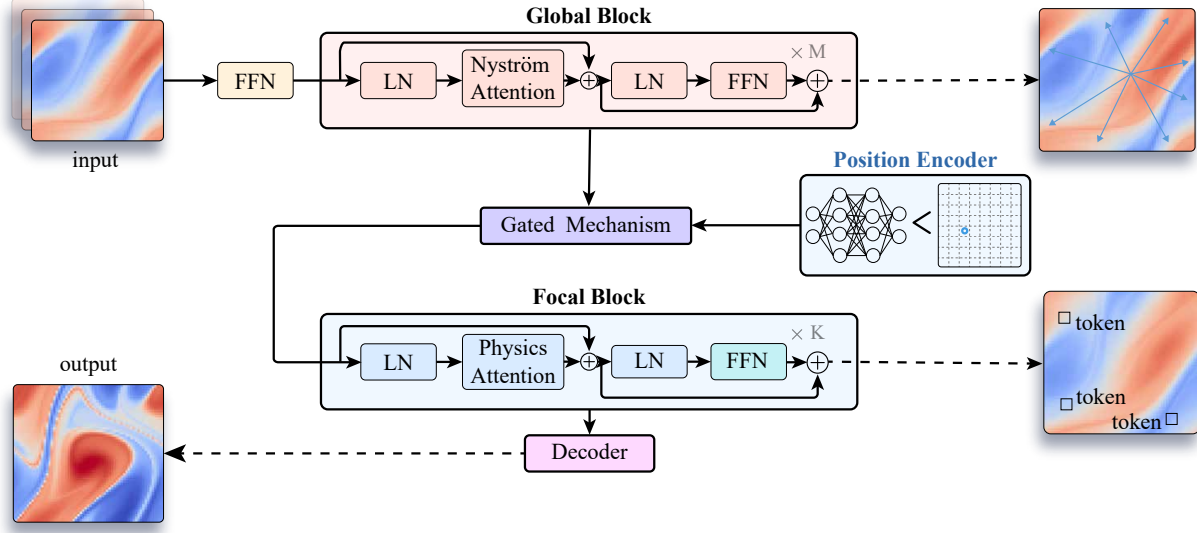 Global Block
× M
input
FFN
LN
Nyström
Attention
LN
FFN
Position Encoder
Gated Mechanism
Focal Block
× K
LN
Physics
Attention
LN
FFN
token
token
token
output
Decoder